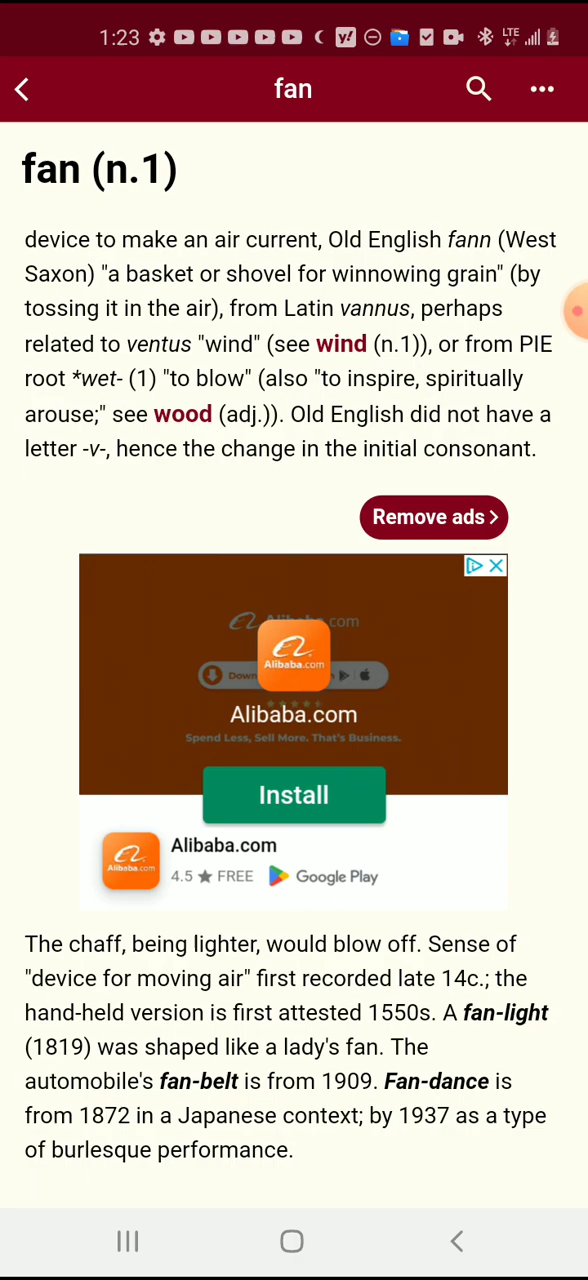 1:23
y!
LTE
fan
fan (n.1)
device to make an air current, Old English fann (West
Saxon) "a basket or shovel for winnowing grain" (by
tossing it in the air), from Latin vannus, perhaps
related to ventus "wind" (see wind (n.1)), or from PIE
root *wet- (1) "to blow" (also "to inspire, spiritually
arouse;" see wood (adj.)). Old English did not have a
letter -v-, hence the change in the initial consonant.
Remove ads
.com
Alibaba.com
Alibaba.com
Spend Less, Sell More. That's Business.
Install
Alibaba.com
Alibaba.com
4.5 ★ FREE Google Play
The chaff, being lighter, would blow off. Sense of
"device for moving air" first recorded late 14c.; the
hand-held version is first attested 1550s. A fan-light
(1819) was shaped like a lady's fan. The
automobile's fan-belt is from 1909. Fan-dance is
from 1872 in a Japanese context; by 1937 as a type
of burlesque performance.